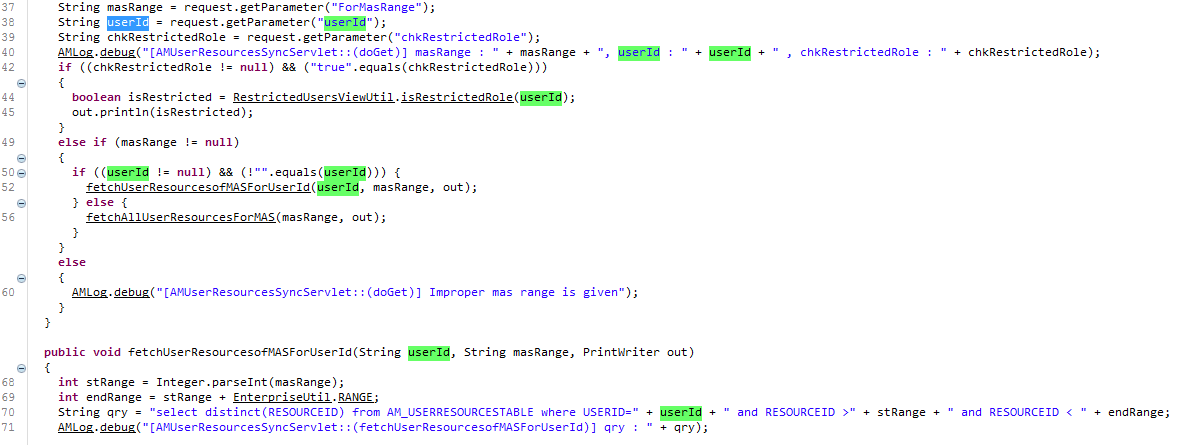 37 String masRange = request.getParameter("ForMasRange");
38 String userId = request.getParameter("userId");
39 String chkRestrictedRole = request.getParameter("chkRestrictedRole");
40 AMLog.debug("[AMUserResourcesSyncServlet::(doGet)] masRange : " + masRange + ", userId : " + userId + " , chkRestrictedRole : " + chkRestrictedRole);
42 if ((chkRestrictedRole != null) && ("true".equals(chkRestrictedRole)))
{
44 boolean isRestricted = RestrictedUsersViewUtil.isRestrictedRole(userId);
45 out.println(isRestricted);
}
49 else if (masRange != null)
{
50 if ((userId != null) && (!"".equals(userId))) {
52 fetchUserResourcesofMASForUserId(userId, masRange, out);
} else {
56 fetchAllUserResourcesForMAS(masRange, out);
}
}
else
{
60 AMLog.debug("[AMUserResourcesSyncServlet::(doGet)] Improper mas range is given");
}
}
public void fetchUserResourcesofMASForUserId(String userId, String masRange, PrintWriter out)
{
68 int stRange = Integer.parseInt(masRange);
69 int endRange = stRange + EnterpriseUtil.RANGE;
70 String qry = "select distinct(RESOURCEID) from AM_USERRESOURCESTABLE where USERID=" + userId + " and RESOURCEID >" + stRange + " and RESOURCEID < " + endRange;
71 AMLog.debug("[AMUserResourcesSyncServlet::(fetchUserResourcesofMASForUserId)] qry : " + qry);